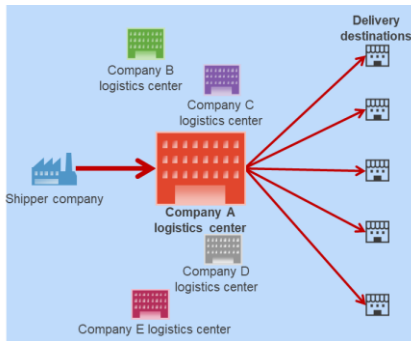 Delivery
destinations
Company B
logistics center
Company C
logistics center
Shipper company
Company A
logistics center
Company D
logistics center
Company E logistics center